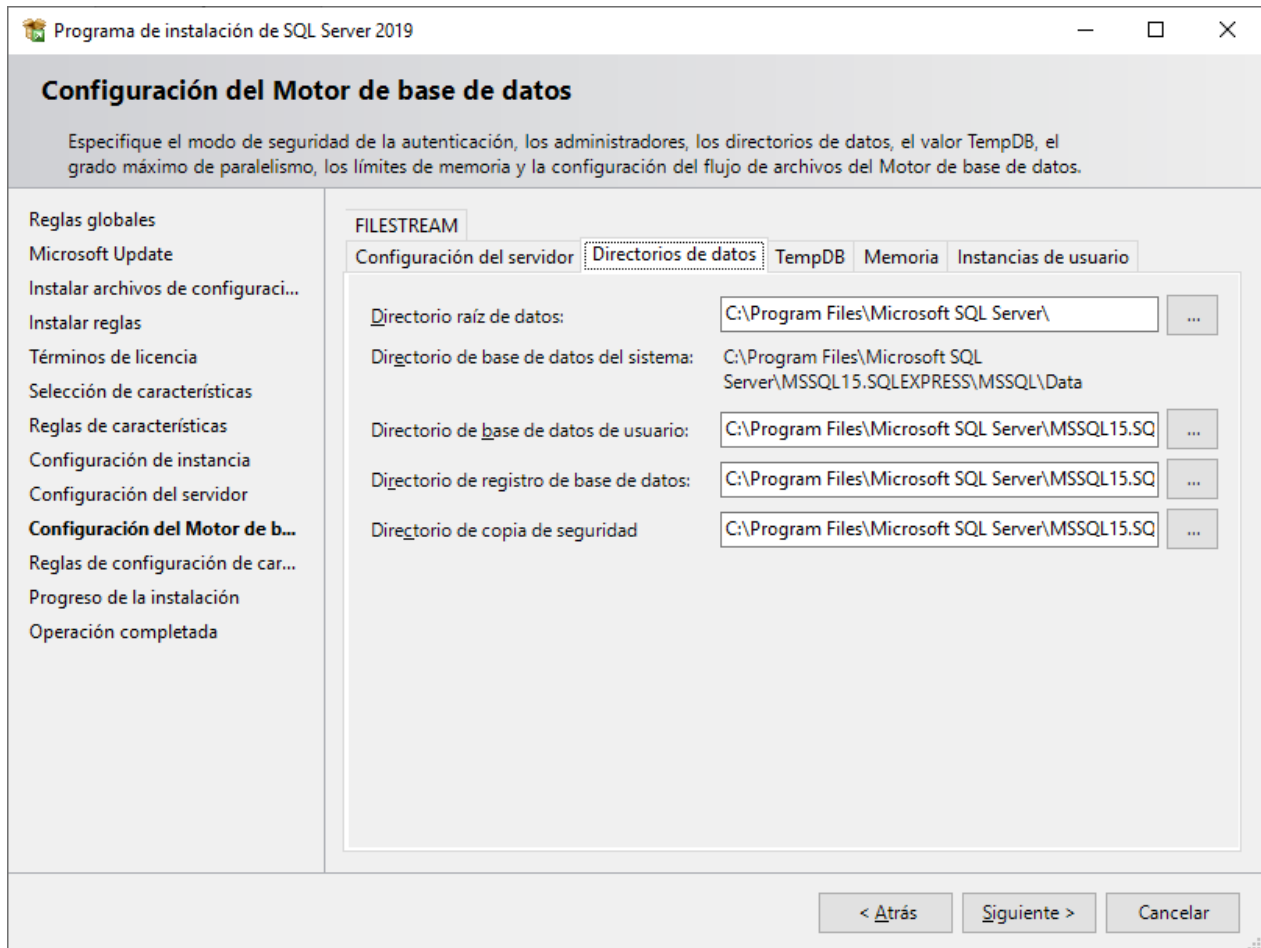 Programa de instalación de SQL Server 2019
Configuración del Motor de base de datos
Especifique el modo de seguridad de la autenticación, los administradores, los directorios de datos, el valor TempDB, el
grado máximo de paralelismo, los límites de memoria y la configuración del flujo de archivos del Motor de base de datos.
Reglas globales
Microsoft Update
Instalar archivos de configuraci...
Instalar reglas
Términos de licencia
Selección de características
Reglas de características
Configuración de instancia
Configuración del servidor
Configuración del Motor de b...
Reglas de configuración de car...
Progreso de la instalación
Operación completada
FILESTREAM
Configuración del servidor Directorios de datos TempDB Memoria Instancias de usuario
Directorio raíz de datos: C:\Program Files\Microsoft SQL Server\ ...
Directorio de base de datos del sistema: C:\Program Files\Microsoft SQL
Server\MSSQL15.SQLEXPRESS\MSSQL\Data
Directorio de base de datos de usuario: C:\Program Files\Microsoft SQL Server\MSSQL15.SQ ...
Directorio de registro de base de datos: C:\Program Files\Microsoft SQL Server\MSSQL15.SQ ...
Directorio de copia de seguridad C:\Program Files\Microsoft SQL Server\MSSQL15.SQ ...
< Atrás Siguiente > Cancelar